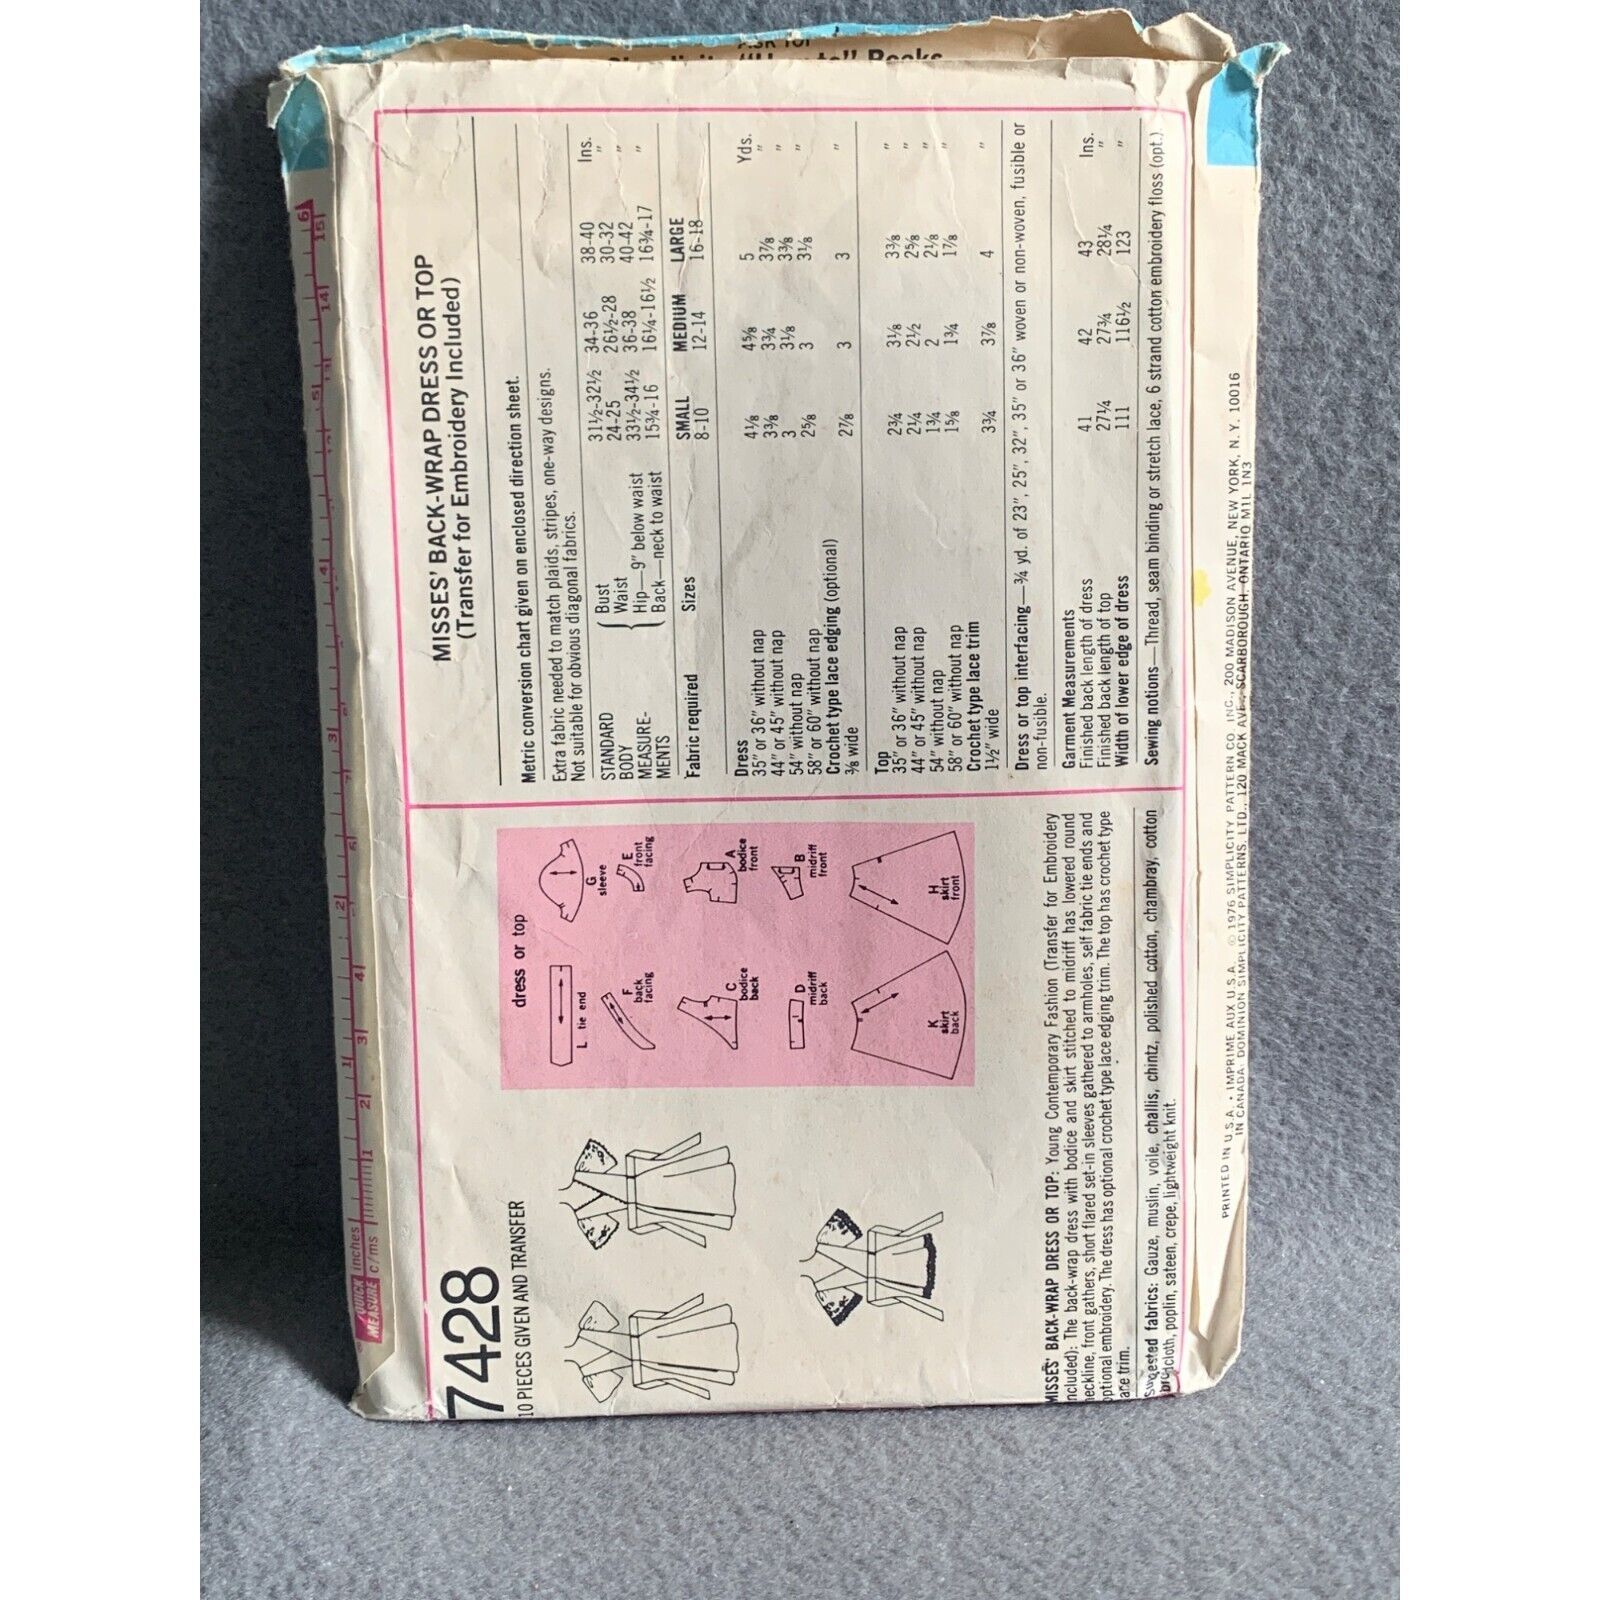 ASK FOR
Simplicity "How to" Books
QUICK inches
MEASURE c/ms
7428
10 PIECES GIVEN AND TRANSFER
dress or top
L tie end
G
sleeve
F
back
facing
E
front
facing
C
bodice
back
A
bodice
front
D
midriff
back
B
midriff
front
K
skirt
back
H
skirt
front
MISSES' BACK-WRAP DRESS OR TOP: Young Contemporary Fashion (Transfer for Embroidery
included): The back-wrap dress with bodice and skirt stitched to midriff has lowered round
neckline, front gathers, short flared set-in sleeves gathered to armholes, self fabric tie ends and
optional embroidery. The dress has optional crochet type lace edging trim. The top has crochet type
lace trim.
Suggested fabrics: Gauze, muslin, voile, challis, chintz, polished cotton, chambray, cotton
broadcloth, poplin, sateen, crepe, lightweight knit.
MISSES' BACK-WRAP DRESS OR TOP
(Transfer for Embroidery Included)
Metric conversion chart given on enclosed direction sheet.
Extra fabric needed to match plaids, stripes, one-way designs.
Not suitable for obvious diagonal fabrics.
STANDARD Bust 31½-32½ 34-36 38-40 Ins.
BODY Waist 24-25 26½-28 30-32 "
MEASURE- Hip—9" below waist 33½-34½ 36-38 40-42 "
MENTS Back—neck to waist 15¾-16 16¼-16½ 16¾-17 "
SMALL MEDIUM LARGE
Fabric required Sizes 8-10 12-14 16-18
Dress
35" or 36" without nap 4⅛ 4⅝ 5 Yds.
44" or 45" without nap 3⅜ 3¾ 3⅞ "
54" without nap 3 3⅛ 3⅜ "
58" or 60" without nap 2⅝ 3 3⅛ "
Crochet type lace edging (optional)
⅜ wide 2⅞ 3 3 "
Top
35" or 36" without nap 2¾ 3⅛ 3⅜ "
44" or 45" without nap 2¼ 2½ 2⅝ "
54" without nap 1¾ 2 2⅛ "
58" or 60" without nap 1⅝ 1¾ 1⅞ "
Crochet type lace trim
1½" wide 3¾ 3⅞ 4 "
Dress or top interfacing—¾ yd. of 23", 25", 32", 35" or 36" woven or non-woven, fusible or
non-fusible.
Garment Measurements
Finished back length of dress 41 42 43 Ins.
Finished back length of top 27¼ 27¾ 28¼ "
Width of lower edge of dress 111 116½ 123 "
Sewing notions—Thread, seam binding or stretch lace, 6 strand cotton embroidery floss (opt.)
PRINTED IN U.S.A. • IMPRIME AUX U.S.A. © 1976 SIMPLICITY PATTERN CO. INC., 200 MADISON AVENUE, NEW YORK, N.Y. 10016
IN CANADA: DOMINION SIMPLICITY PATTERNS, LTD., 120 MACK AVE., SCARBOROUGH, ONTARIO M1L 1N3